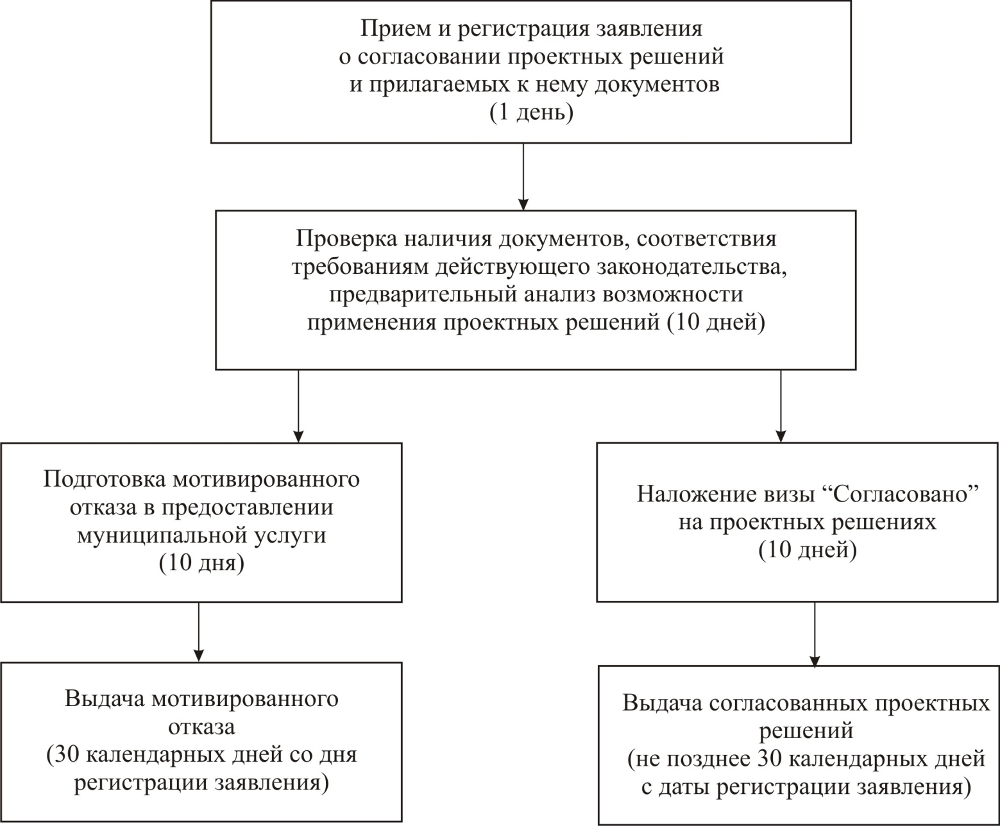 Прием и регистрация заявления
о согласовании проектных решений
и прилагаемых к нему документов
(1 день)
Проверка наличия документов, соответствия
требованиям действующего законодательства,
предварительный анализ возможности
применения проектных решений (10 дней)
Подготовка мотивированного
отказа в предоставлении
муниципальной услуги
(10 дня)
Наложение визы “Согласовано”
на проектных решениях
(10 дней)
Выдача мотивированного
отказа
(30 календарных дней со дня
регистрации заявления)
Выдача согласованных проектных
решений
(не позднее 30 календарных дней
с даты регистрации заявления)